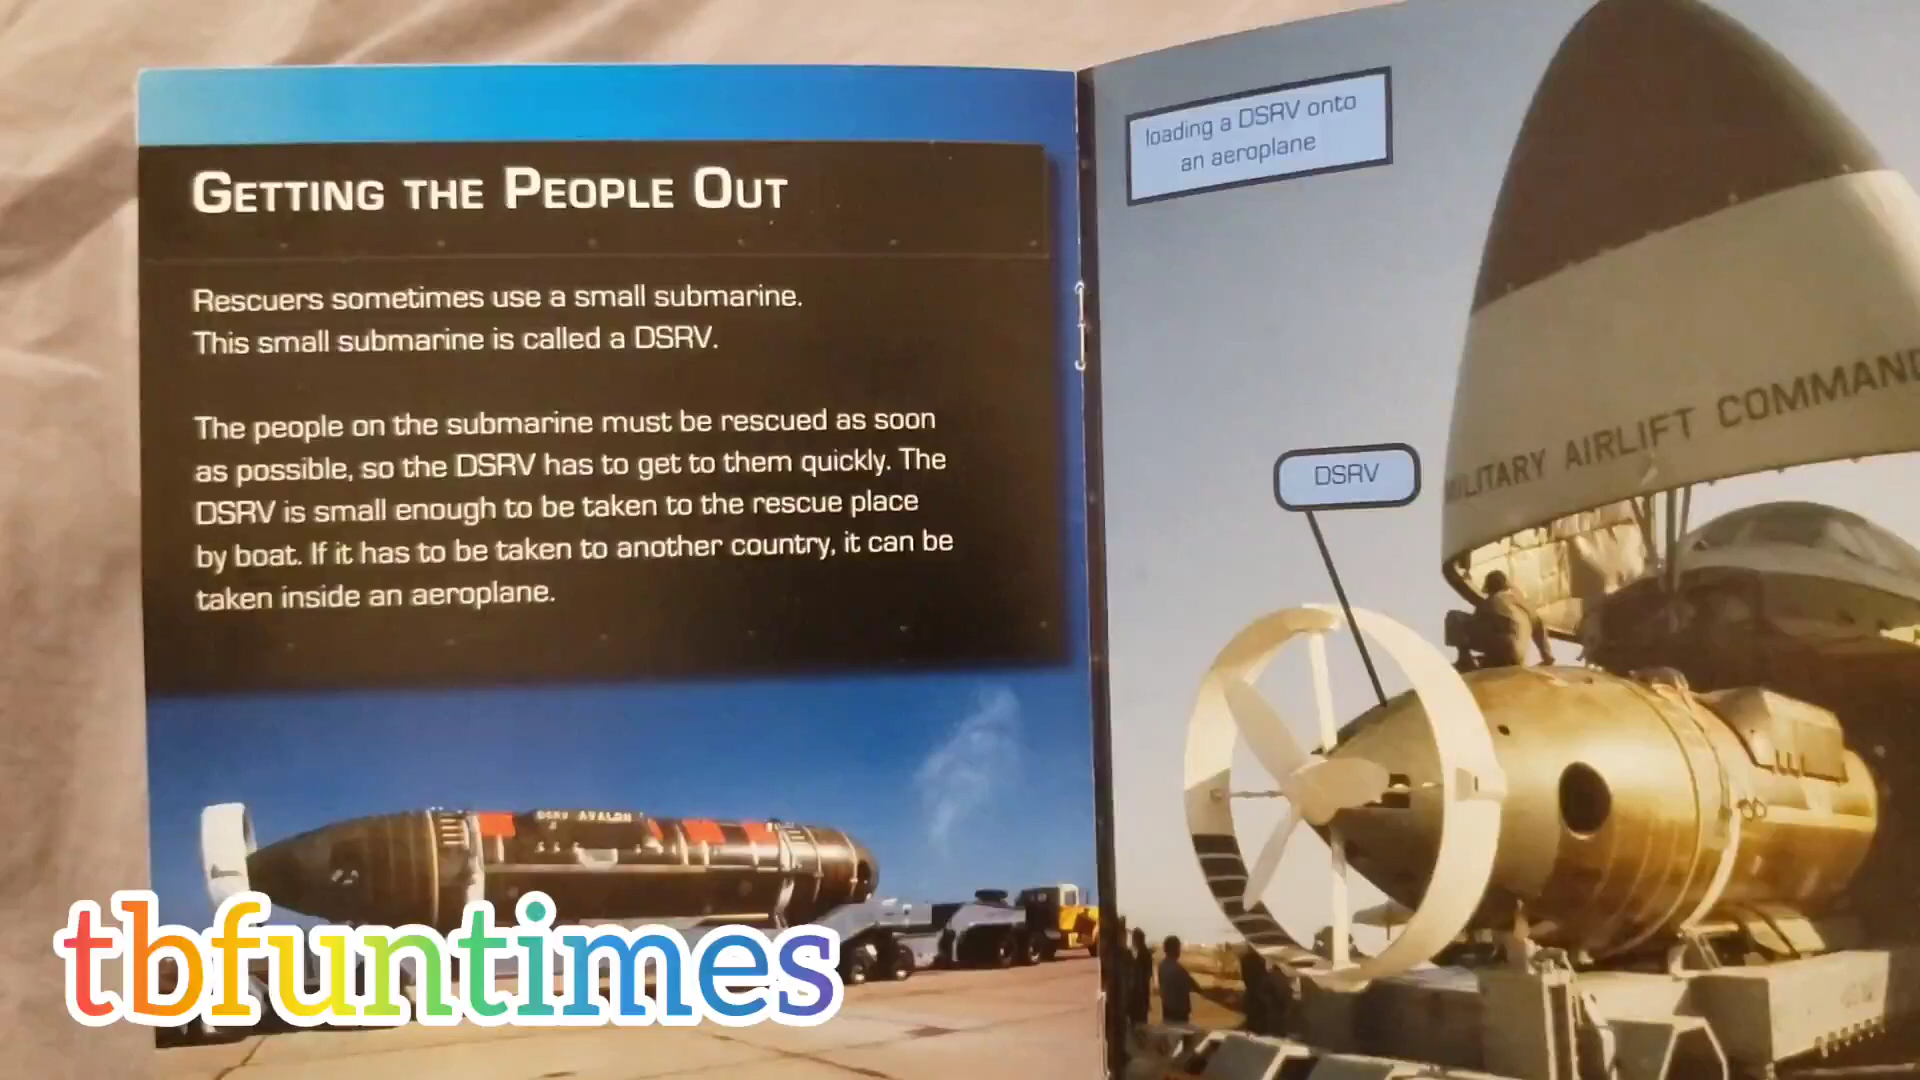 GETTING THE PEOPLE OUT
Rescuers sometimes use a small submarine.
This small submarine is called a DSRV.
The people on the submarine must be rescued as soon
as possible, so the DSRV has to get to them quickly. The
DSRV is small enough to be taken to the rescue place
by boat. If it has to be taken to another country, it can be
taken inside an aeroplane.
DSRV AVALON
tbfuntimes
loading a DSRV onto
an aeroplane
MILITARY AIRLIFT COMMAND
DSRV